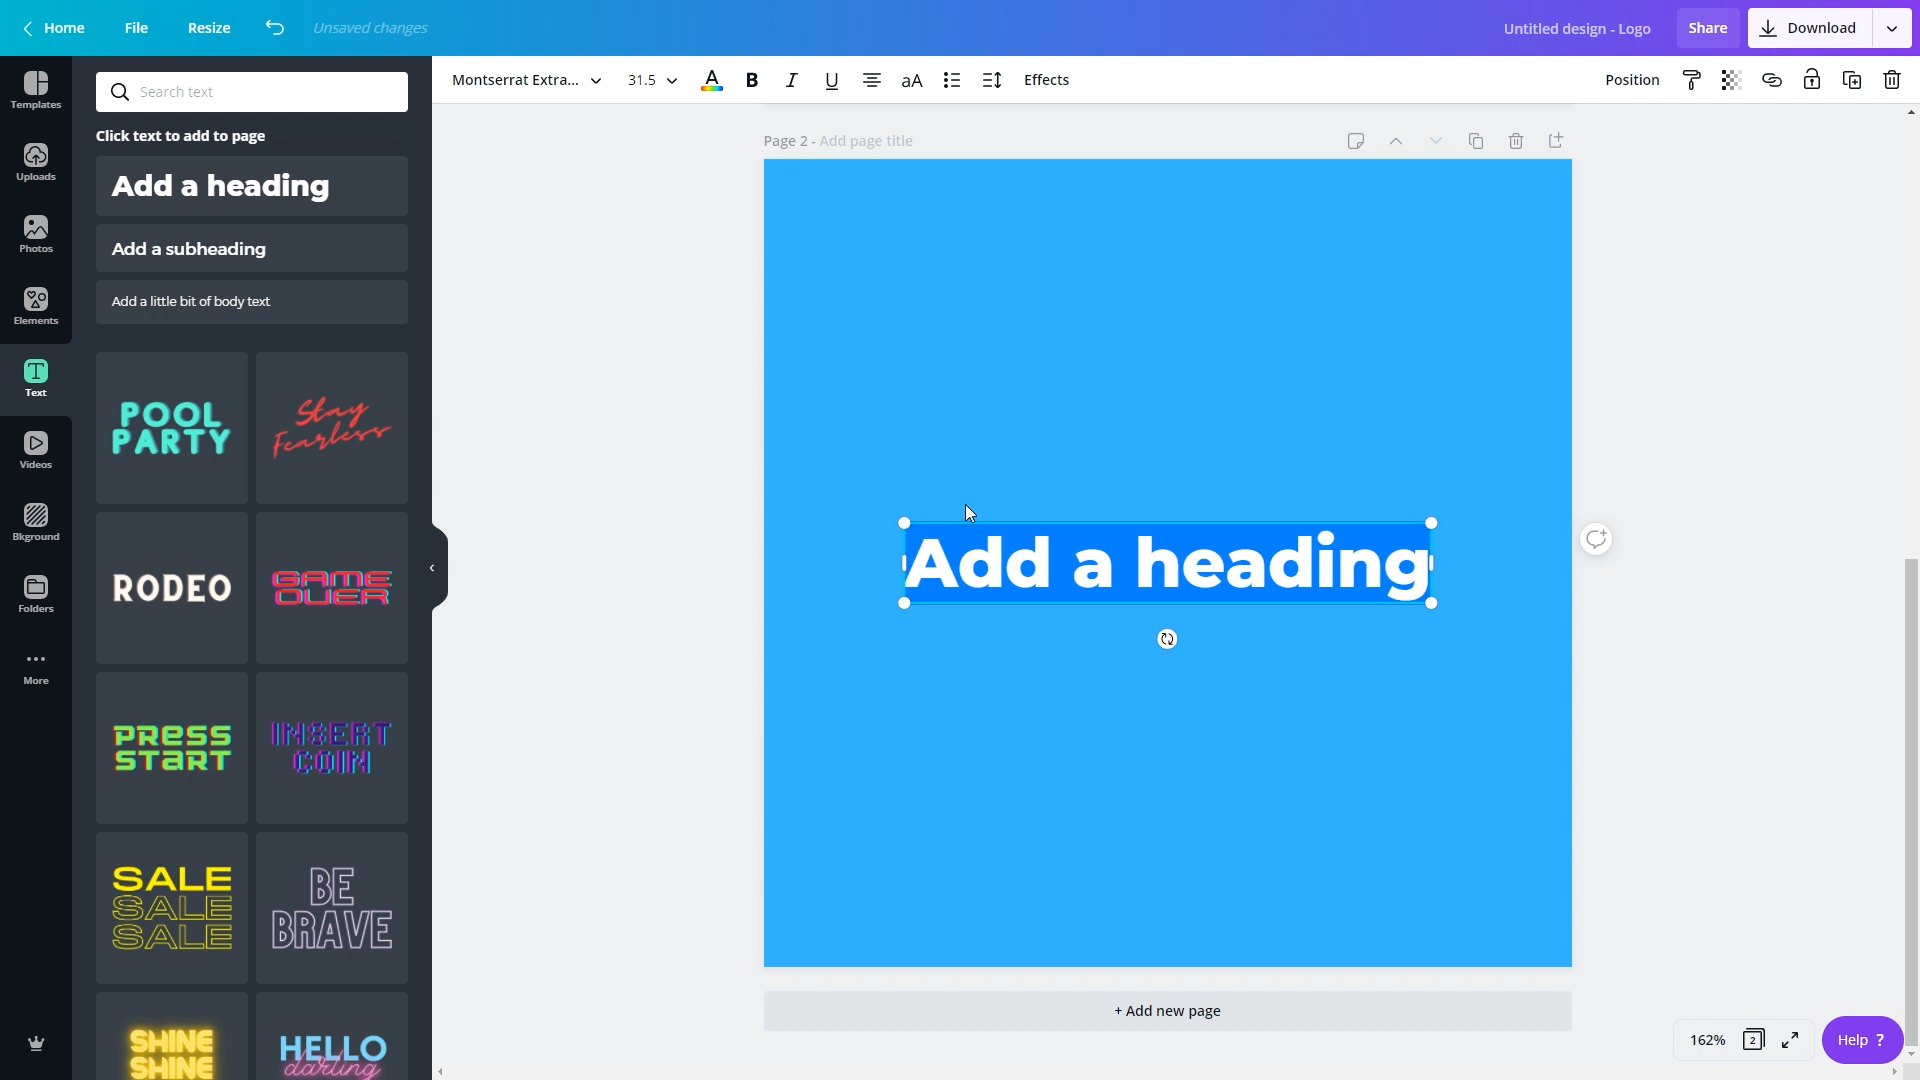 Home
File
Resize
Unsaved changes
Untitled design - Logo
Share
Download
Templates
Uploads
Photos
Elements
Text
Videos
Bkground
Folders
More
Search text
Click text to add to page
Add a heading
Add a subheading
Add a little bit of body text
POOL
PARTY
Stay
Fearless
RODEO
GAME
OVER
PRESS
START
INSERT
COIN
SALE
SALE
SALE
BE
BRAVE
SHINE
SHINE
HELLO
darling
Montserrat Extra...
31.5
A
B
I
U
aA
Effects
Position
Page 2 - Add page title
Add a heading
+ Add new page
162%
2
Help ?